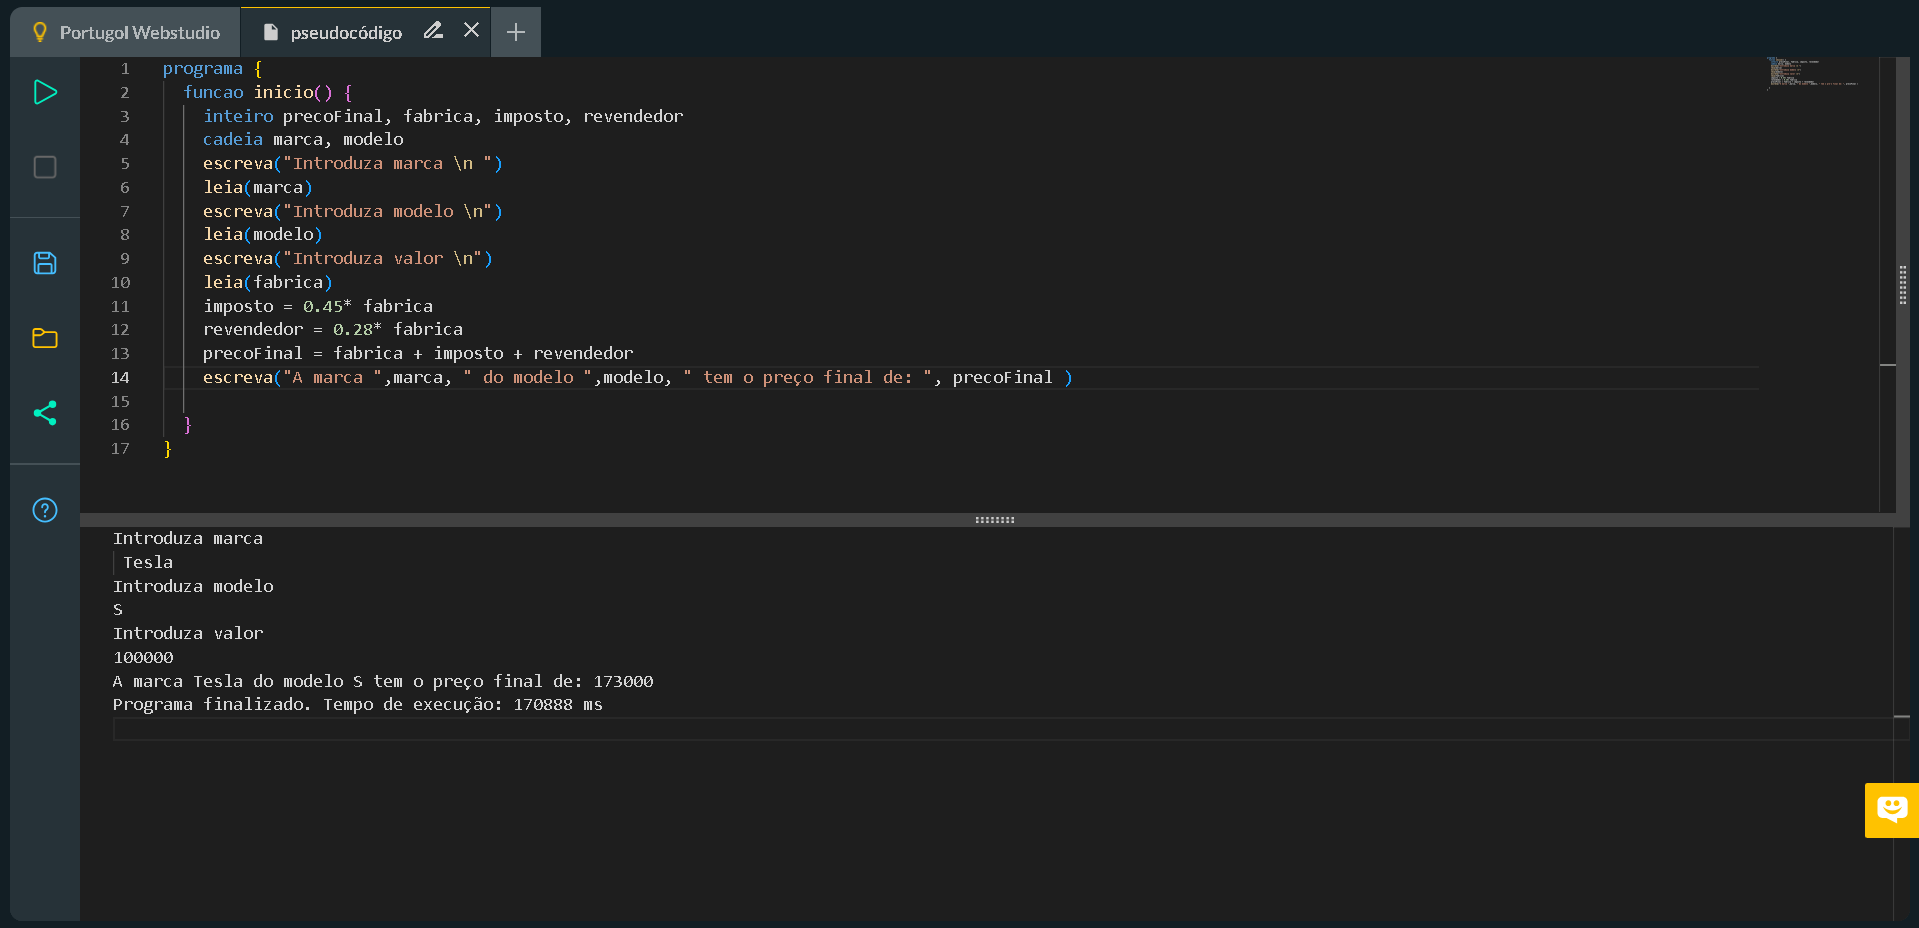 Portugol Webstudio
pseudocódigo
1 programa {
2 funcao inicio() {
3 inteiro precoFinal, fabrica, imposto, revendedor
4 cadeia marca, modelo
5 escreva("Introduza marca \n ")
6 leia(marca)
7 escreva("Introduza modelo \n")
8 leia(modelo)
9 escreva("Introduza valor \n")
10 leia(fabrica)
11 imposto = 0.45* fabrica
12 revendedor = 0.28* fabrica
13 precoFinal = fabrica + imposto + revendedor
14 escreva("A marca ",marca, " do modelo ",modelo, " tem o preço final de: ", precoFinal )
15
16 }
17 }
Introduza marca
Tesla
Introduza modelo
S
Introduza valor
100000
A marca Tesla do modelo S tem o preço final de: 173000
Programa finalizado. Tempo de execução: 170888 ms